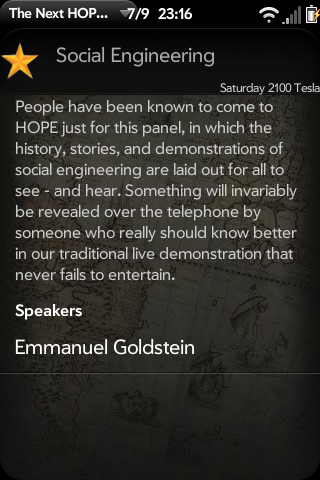 The Next HOP... 7/9 23:16
Social Engineering
Saturday 2100 Tesla
People have been known to come to
HOPE just for this panel, in which the
history, stories, and demonstrations of
social engineering are laid out for all to
see - and hear. Something will invariably
be revealed over the telephone by
someone who really should know better
in our traditional live demonstration that
never fails to entertain.
Speakers
Emmanuel Goldstein